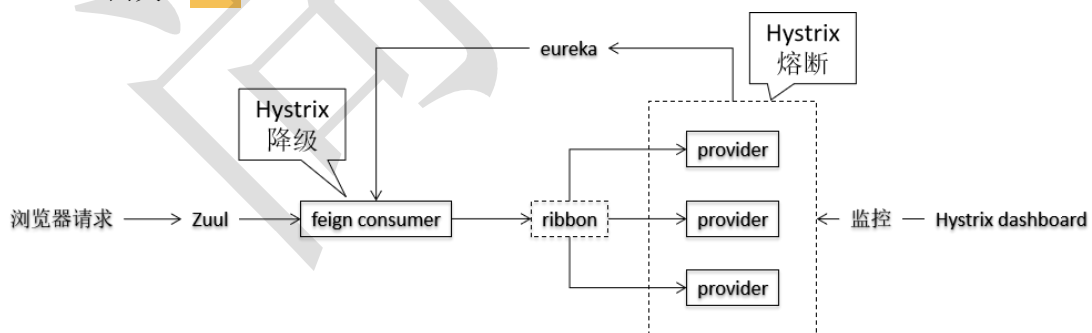 Hystrix
熔断
eureka
Hystrix
降级
provider
浏览器请求
Zuul
feign consumer
ribbon
provider
监控
Hystrix dashboard
provider